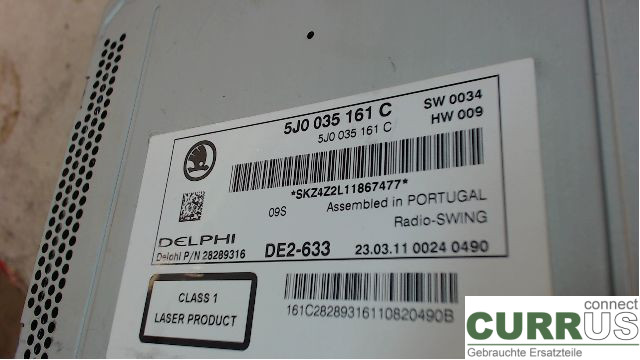 5J0 035 161 C
SW 0034
5J0 035 161 C
HW 009
*SKZ4Z2L11867477*
09S
Assembled in PORTUGAL
Radio-SWING
DELPHI
DE2-633
23.03.11 0024 0490
Delphi P/N 28289316
CLASS 1
LASER PRODUCT
161C28289316110820490B
connect
CURRUS
Gebrauchte Ersatzteile